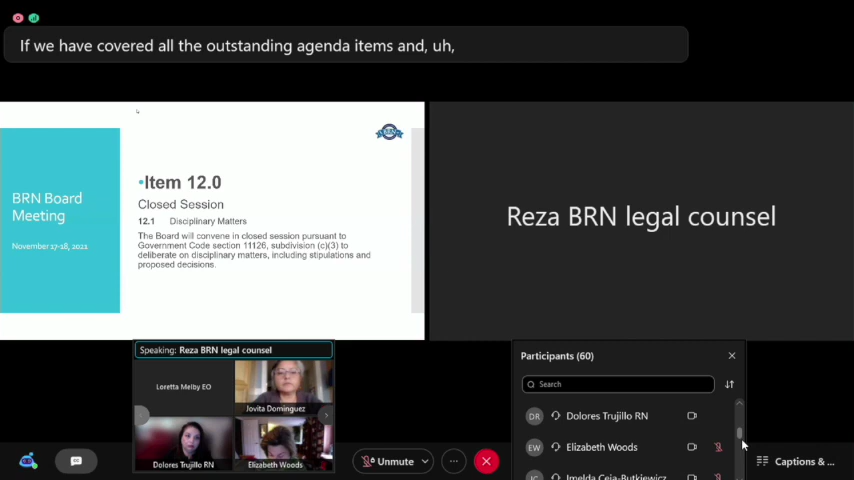 If we have covered all the outstanding agenda items and, uh,
BRN Board
Meeting
November 17-18, 2021
•Item 12.0
Closed Session
12.1 Disciplinary Matters
The Board will convene in closed session pursuant to
Government Code section 11126, subdivision (c)(3) to
deliberate on disciplinary matters, including stipulations and
proposed decisions.
Reza BRN legal counsel
Speaking: Reza BRN legal counsel
Loretta Melby EO
Jovita Dominguez
Dolores Trujillo RN
Elizabeth Woods
Participants (60)
Search
DR Dolores Trujillo RN
EW Elizabeth Woods
Imelda Ceja-Butkiewicz
Unmute
Captions & ...